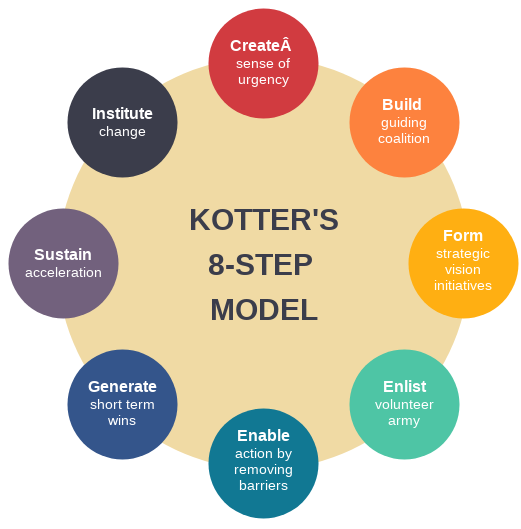 CreateÂ
sense of
urgency
Build
guiding
coalition
Form
strategic
vision
initiatives
Enlist
volunteer
army
Enable
action by
removing
barriers
Generate
short term
wins
Sustain
acceleration
Institute
change
KOTTER'S
8-STEP
MODEL